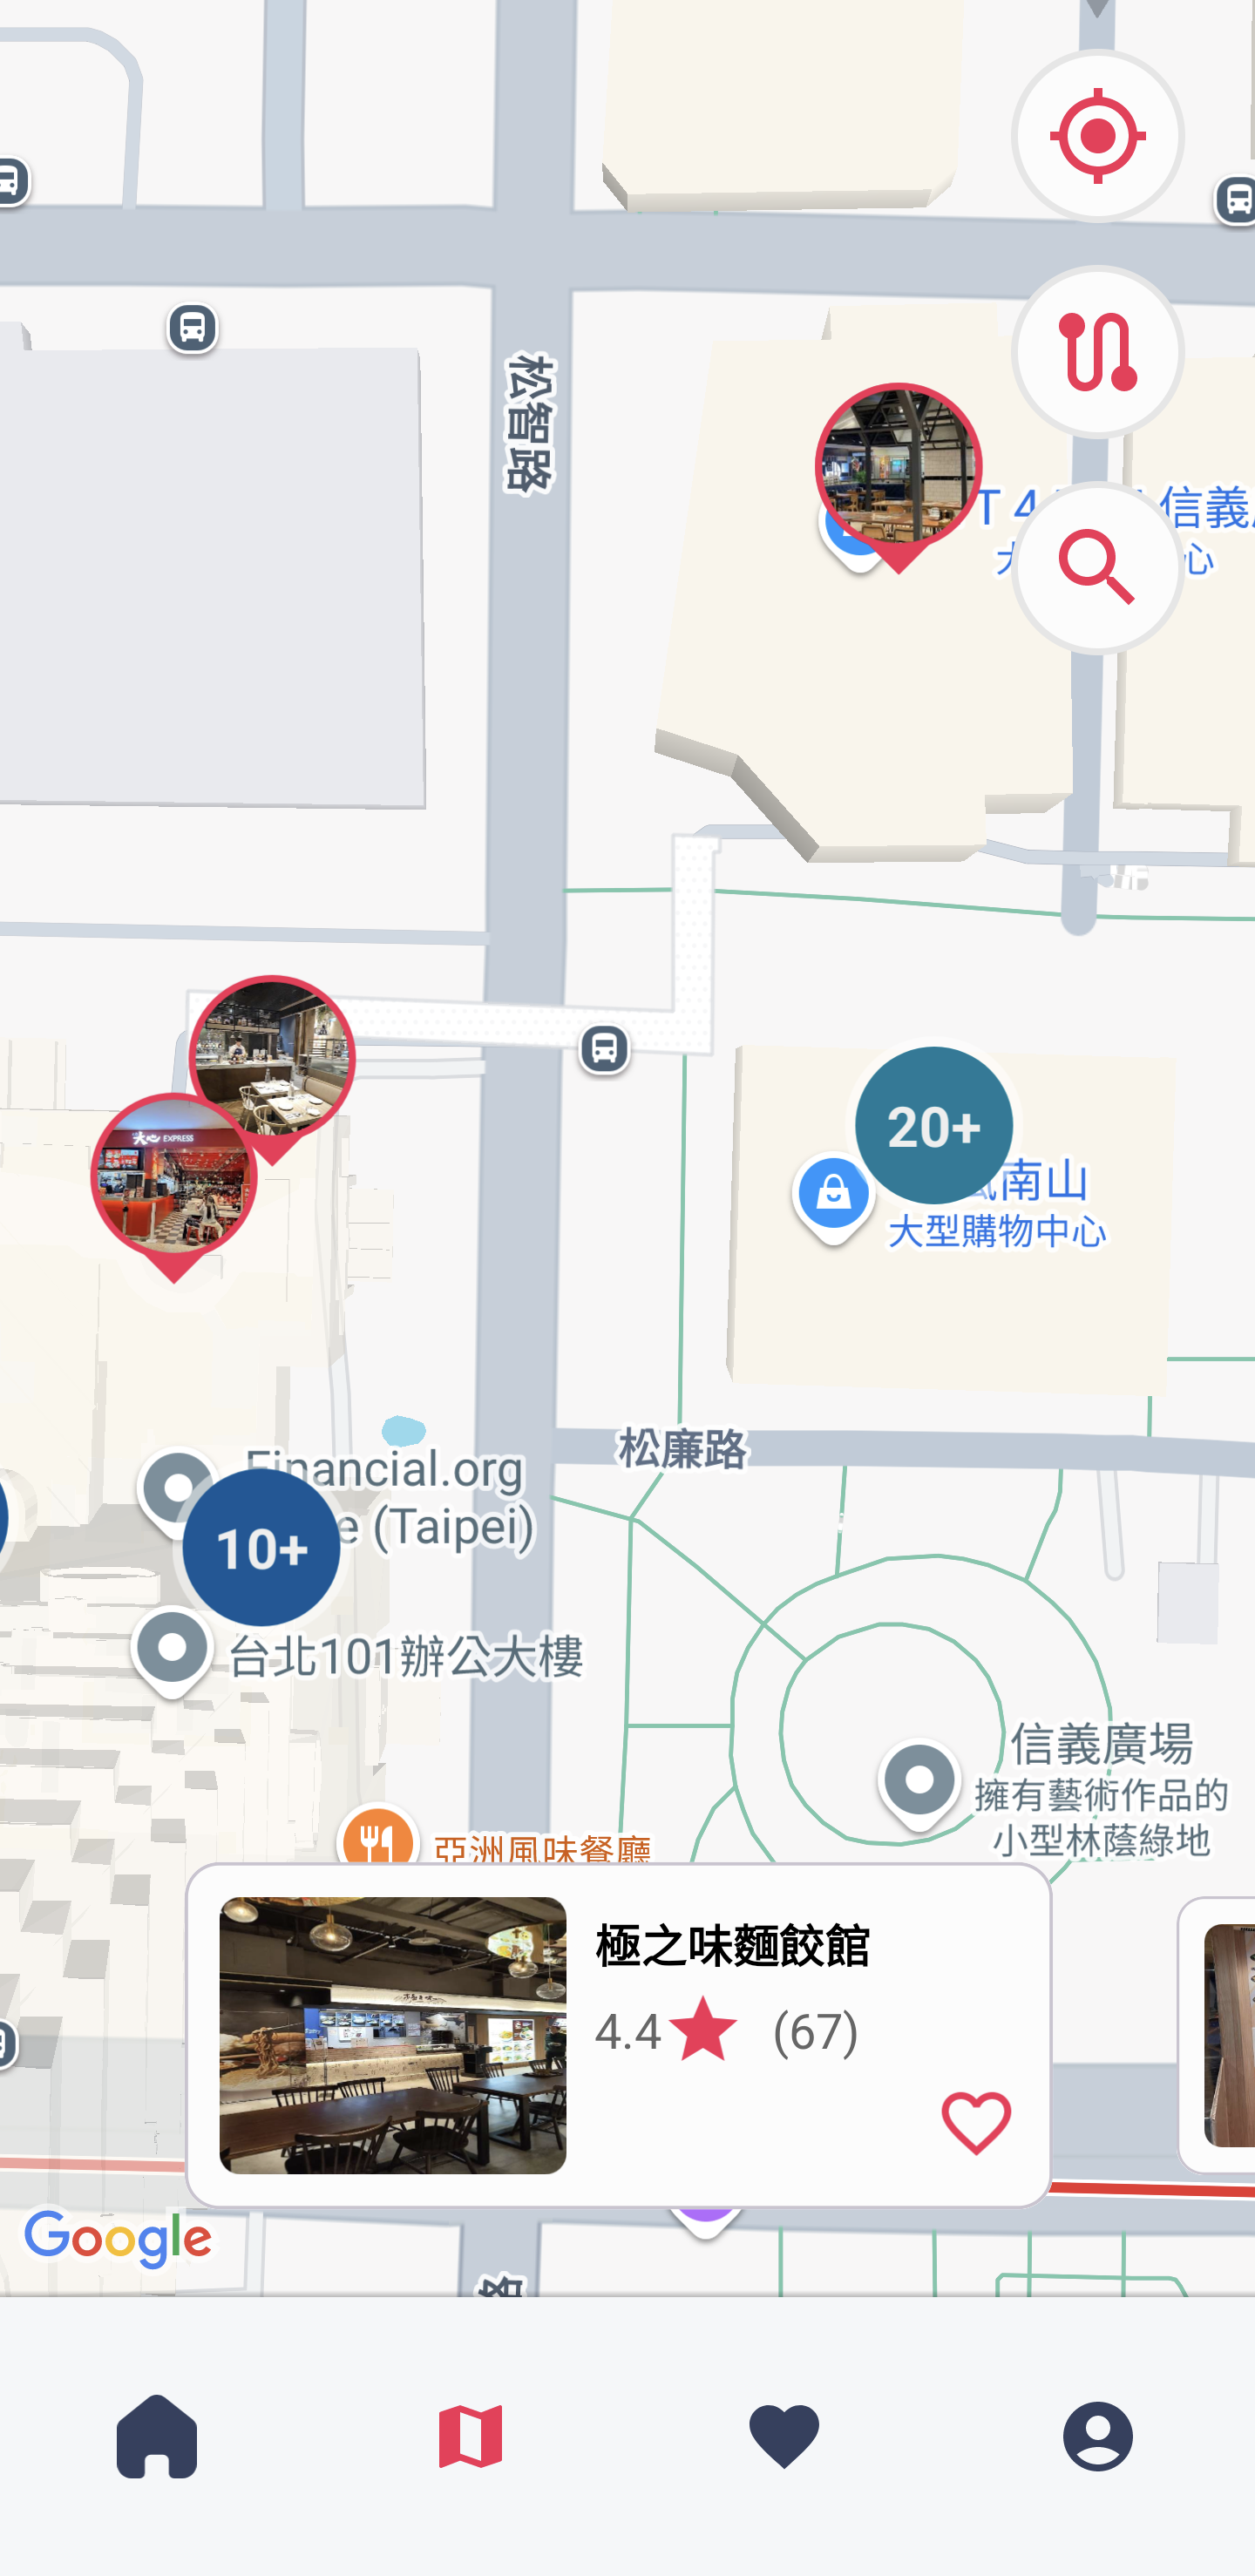 松智路
T 4
信義
心
大心 EXPRESS
20+
南山
大型購物中心
松廉路
Financial.org
e (Taipei)
10+
台北101辦公大樓
信義廣場
擁有藝術作品的
小型林蔭綠地
亞洲風味餐廳
極之味麵餃館
4.4 (67)
Google